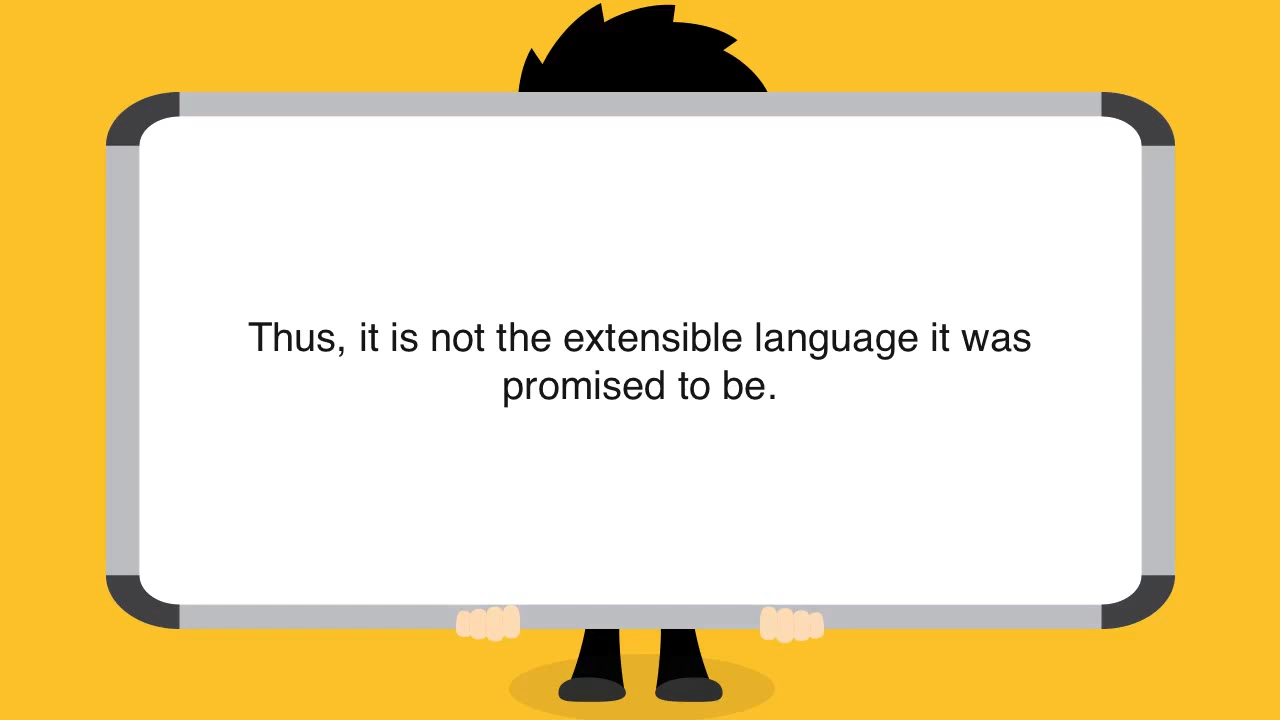 Thus, it is not the extensible language it was
promised to be.